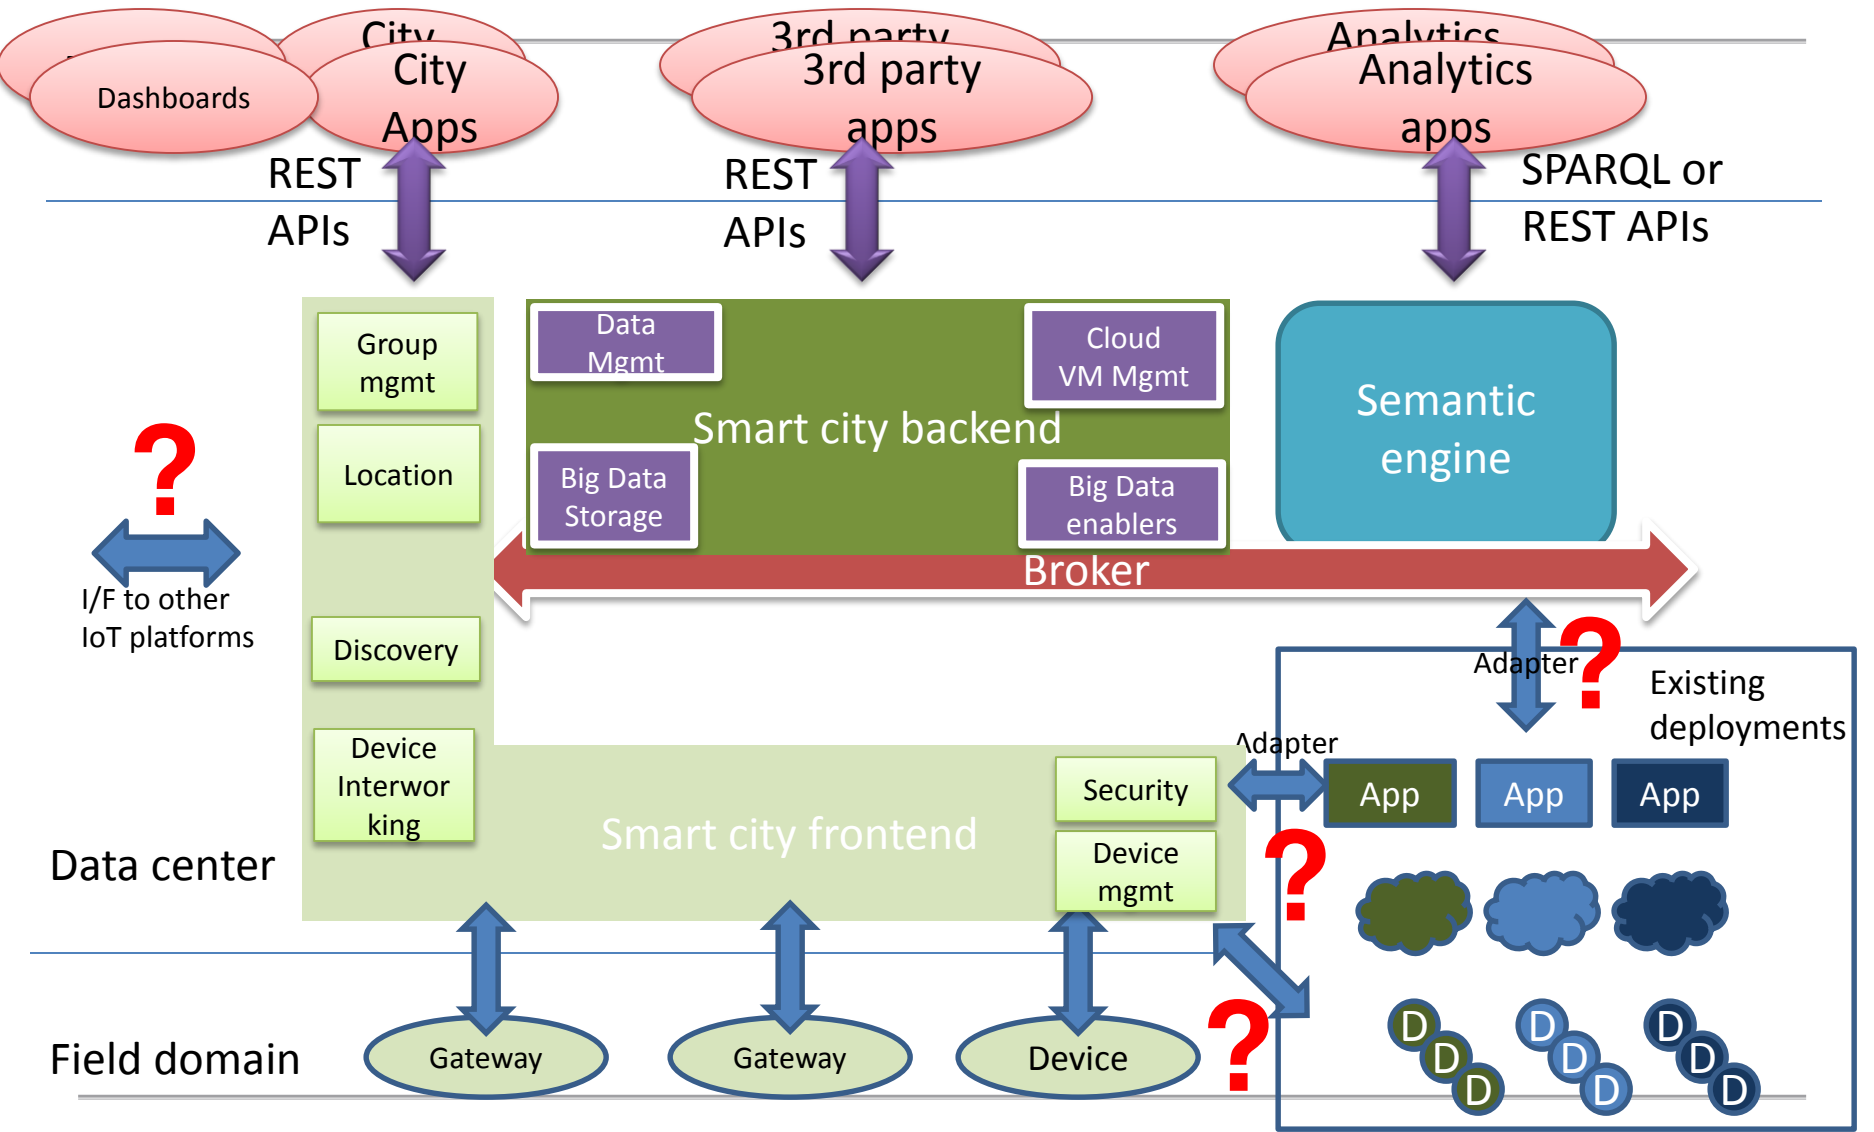 City
3rd party
Analytics
Dashboards
City
Apps
3rd party
apps
Analytics
apps
REST
APIs
REST
APIs
SPARQL or
REST APIs
Group
mgmt
Data
Mgmt
Cloud
VM Mgmt
Smart city backend
Semantic
engine
?
Location
Big Data
Storage
Big Data
enablers
Broker
I/F to other
IoT platforms
Discovery
Adapter
?
Existing
deployments
Device
Interwor
king
Adapter
Security
App
App
App
Smart city frontend
Device
mgmt
?
Data center
?
Field domain
Gateway
Gateway
Device
D
D
D
D
D
D
D
D
D